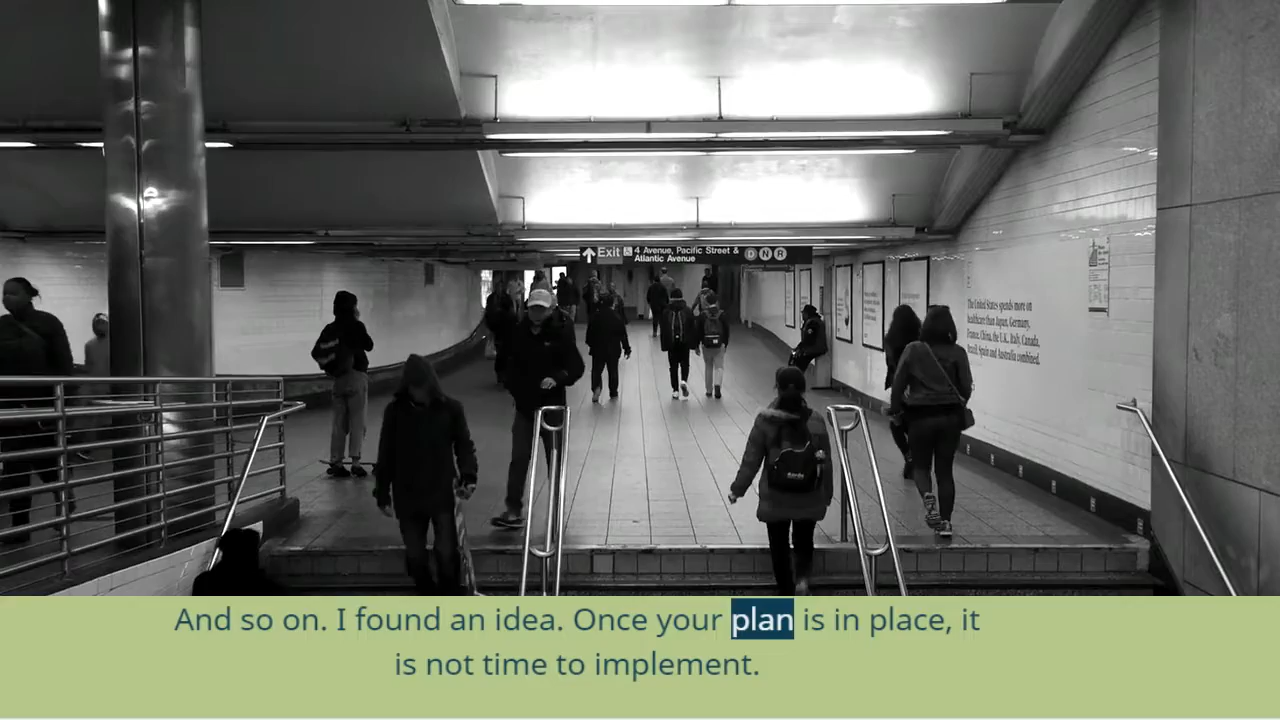 Exit 4 Avenue, Pacific Street &
Atlantic Avenue D N R
The United States spends more on
healthcare than Japan, Germany,
France, China, the U.K., Italy, Canada,
Brazil, Spain and Australia combined.
And so on. I found an idea. Once your plan is in place, it
is not time to implement.